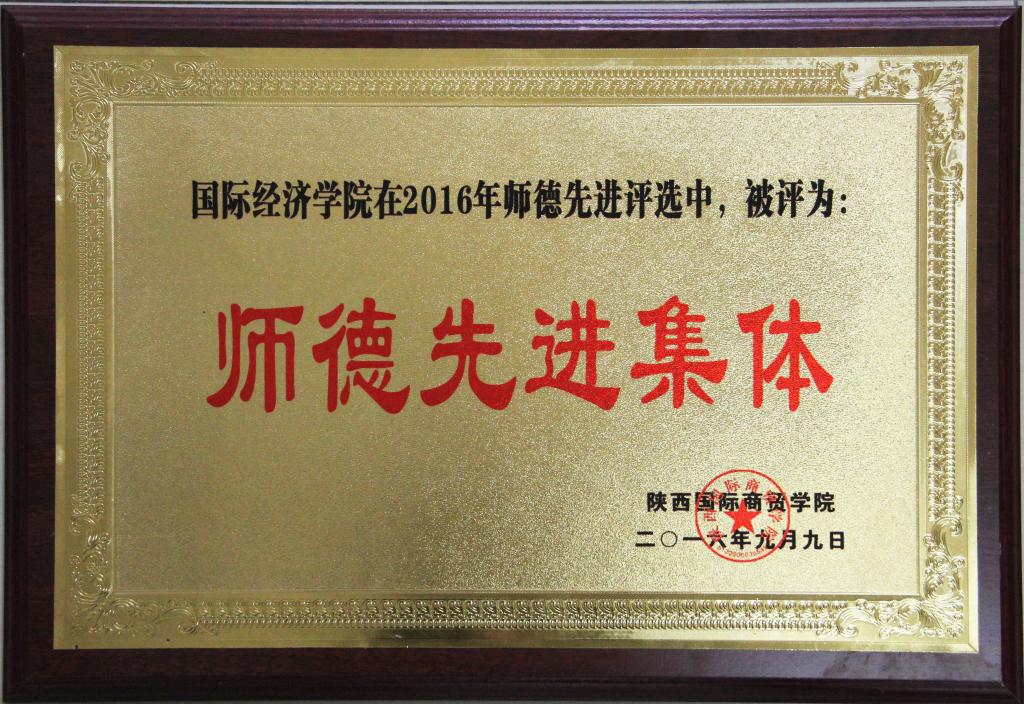 国际经济学院在2016年师德先进评选中，被评为：
师德先进集体
陕西国际商贸学院
二〇一六年九月九日